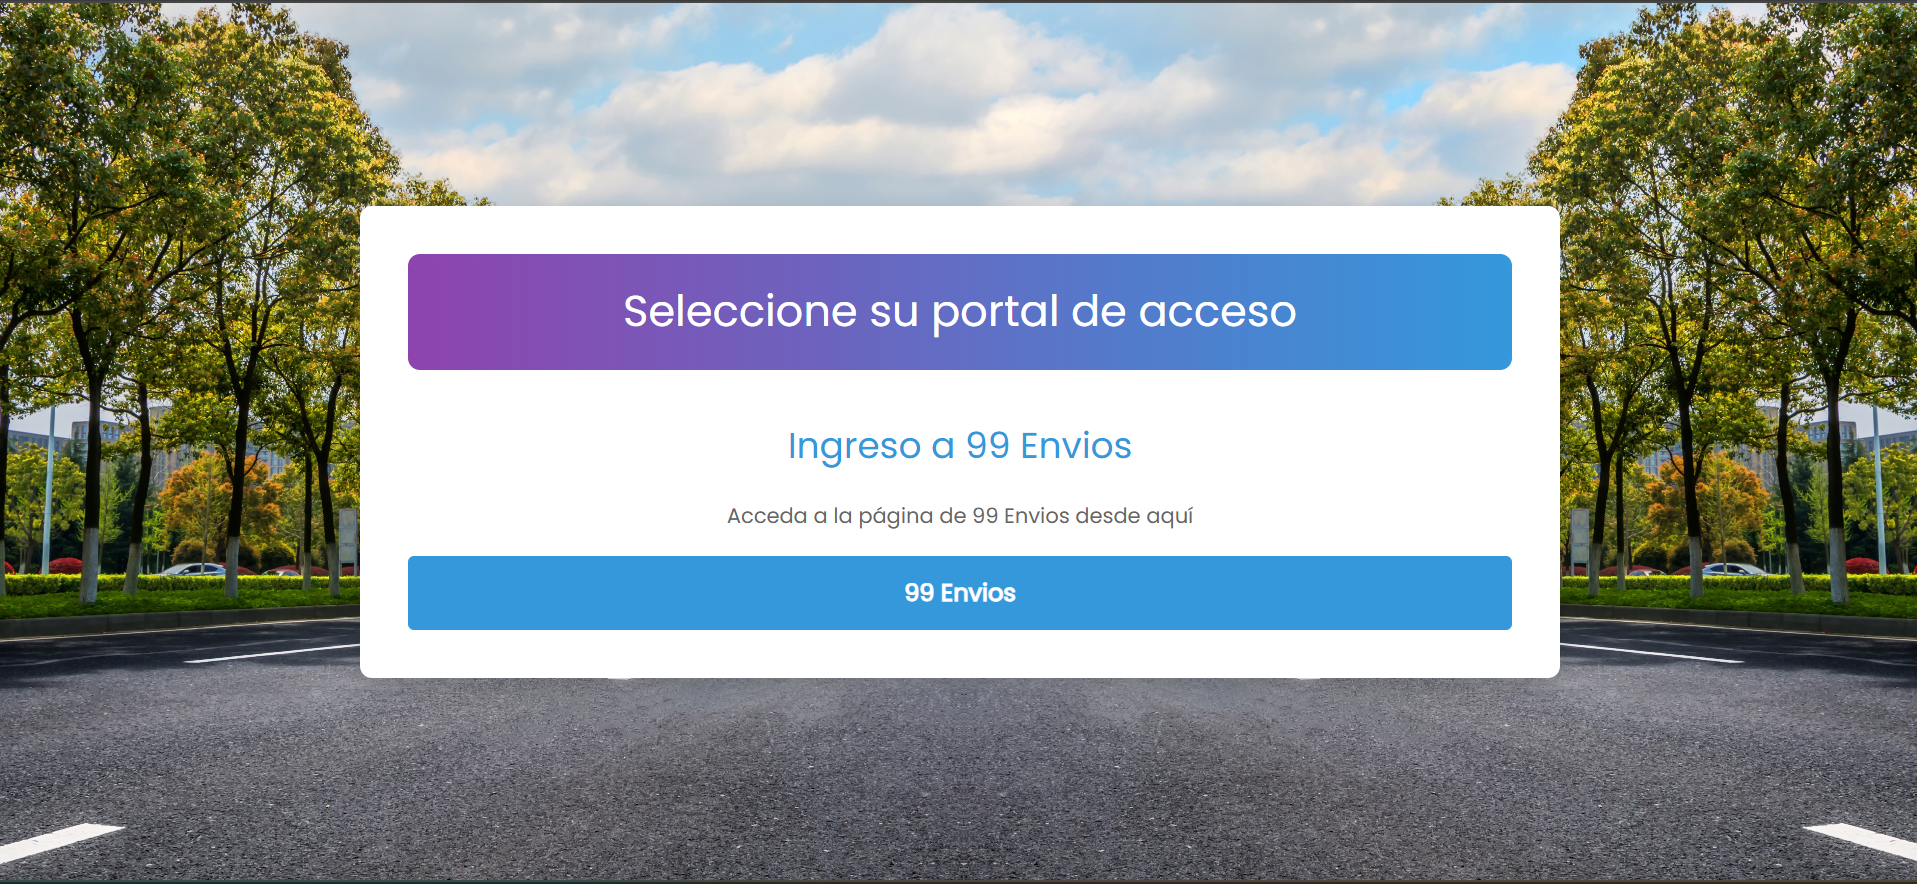 Seleccione su portal de acceso
Ingreso a 99 Envios
Acceda a la página de 99 Envios desde aquí
99 Envios